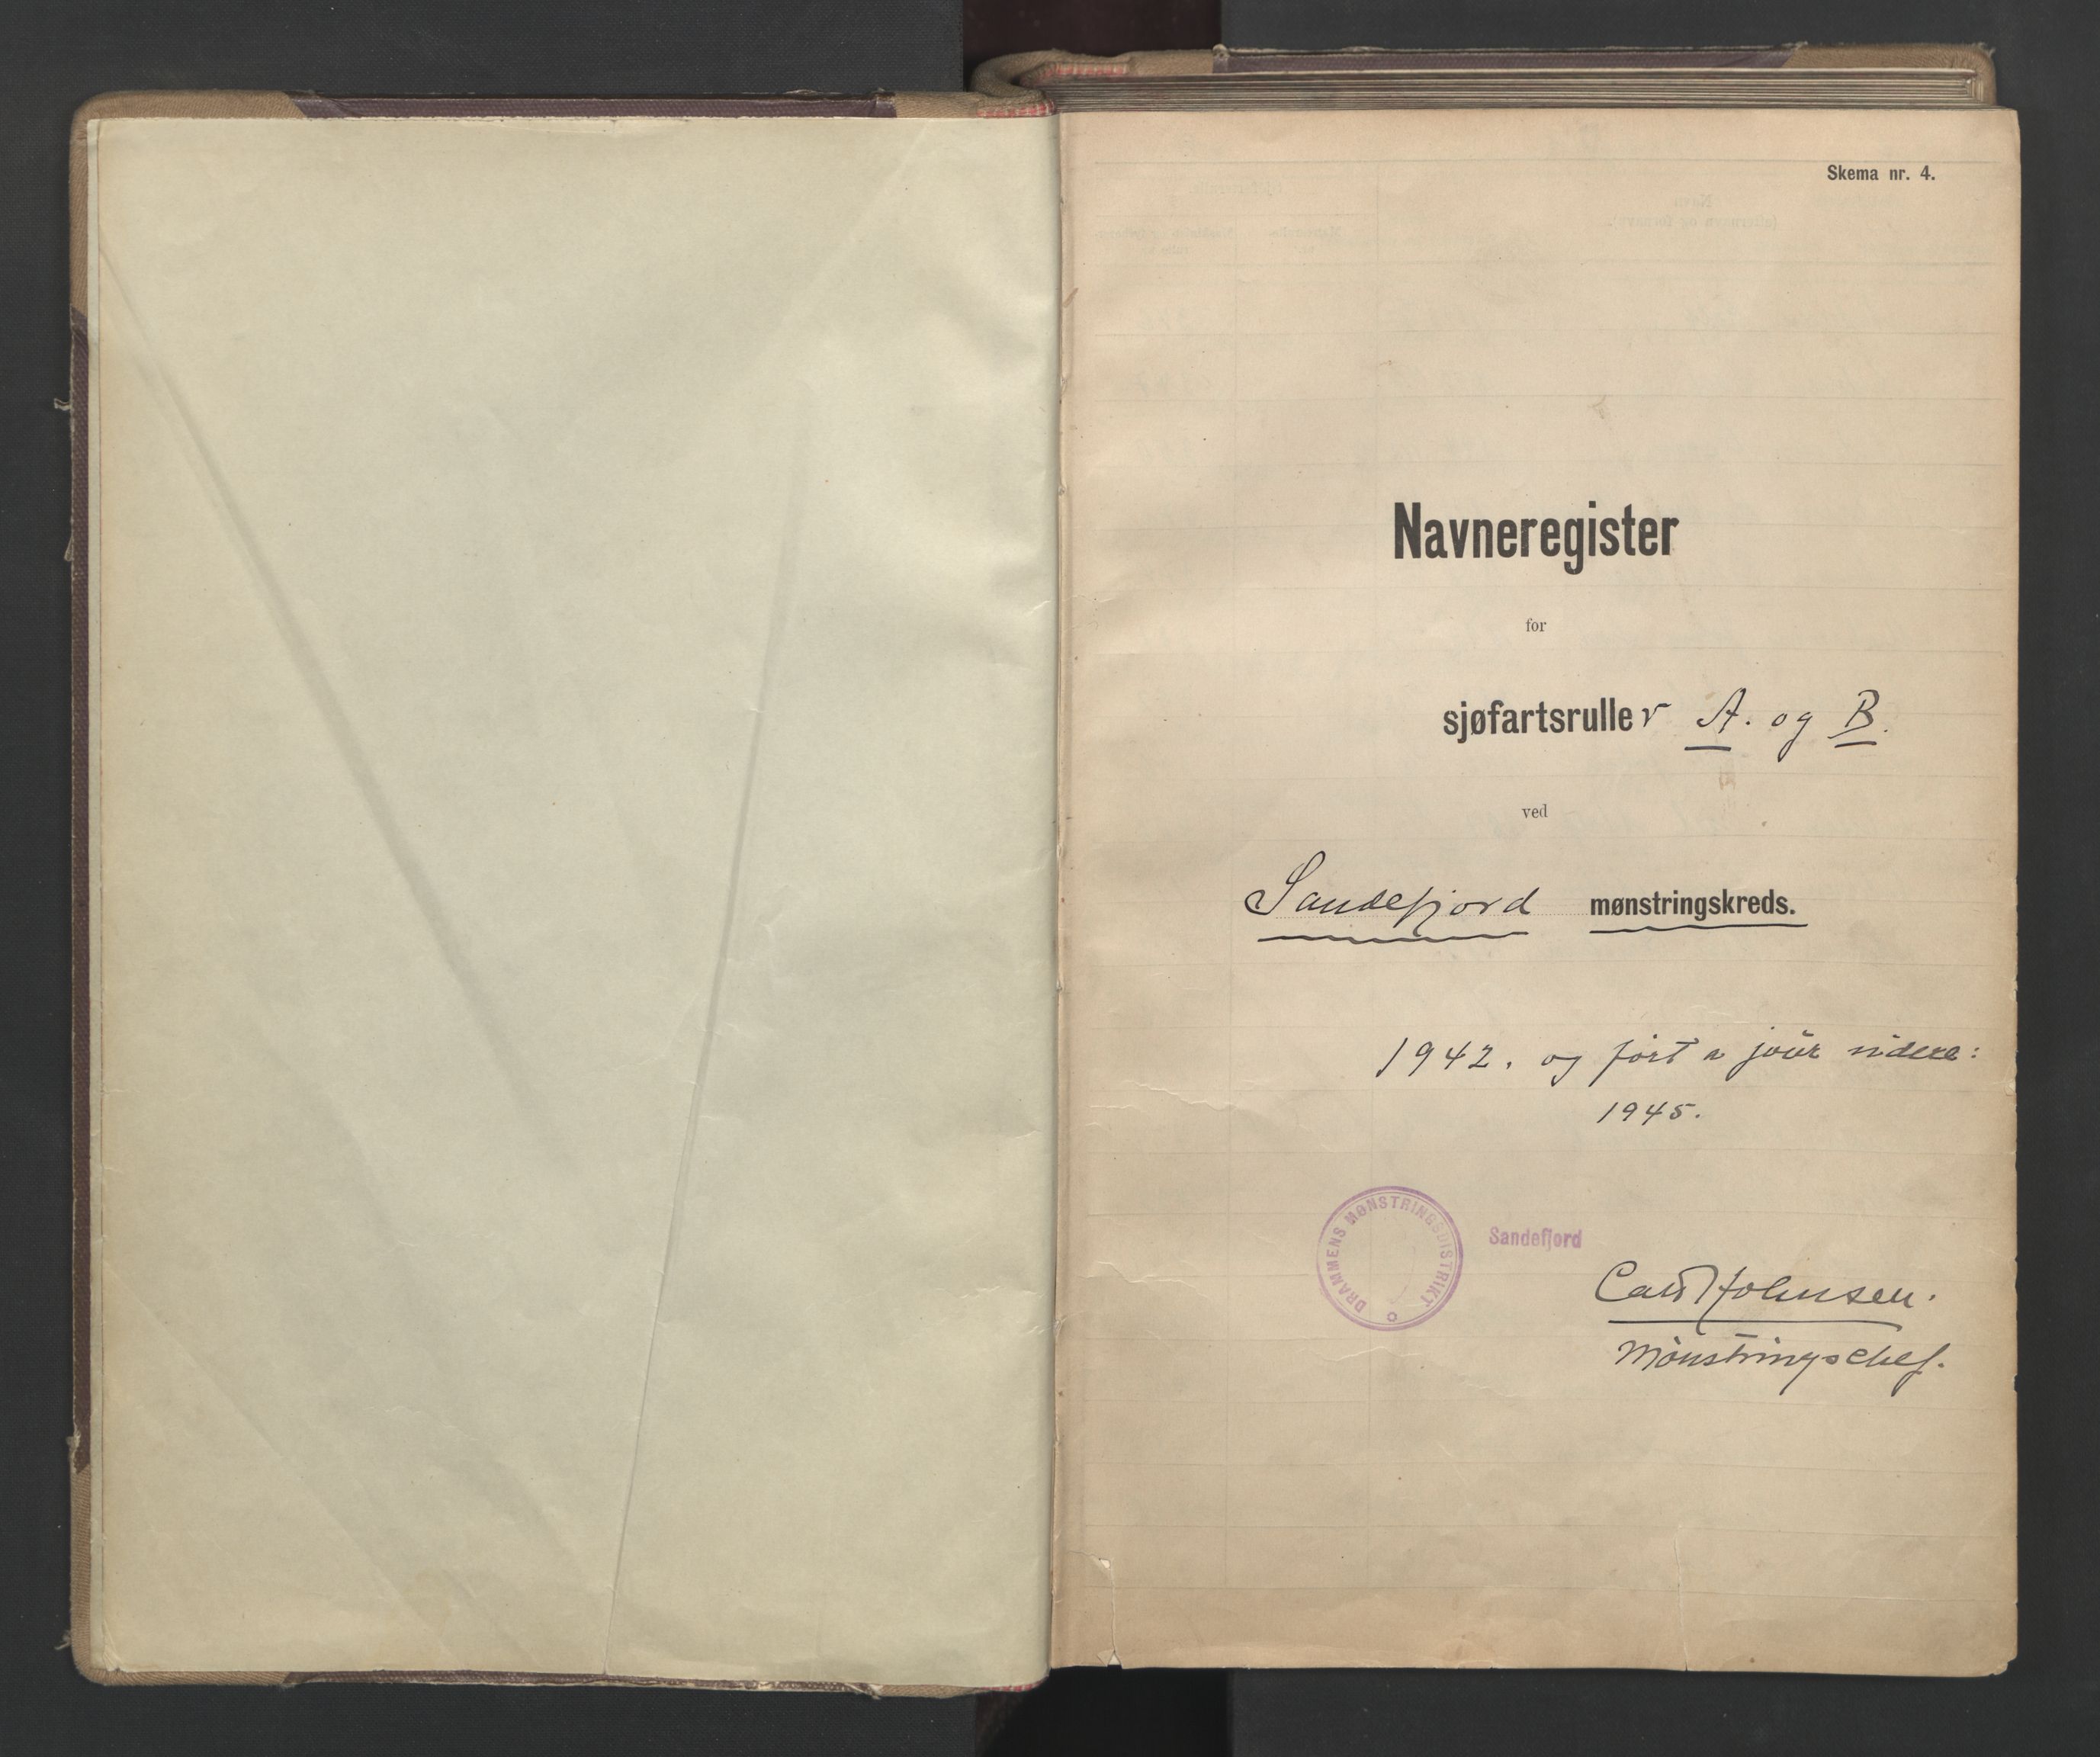 Skema nr. 4.
Navneregister
for
sjøfartsruller A. og B.
ved
Sandefjord mønstringskreds.
1942. og ført a jour videre:
1945.
DRAMMENS MØNSTRINGSDISTRIKT
Sandefjord
Johnsen.
Mønstringschef.